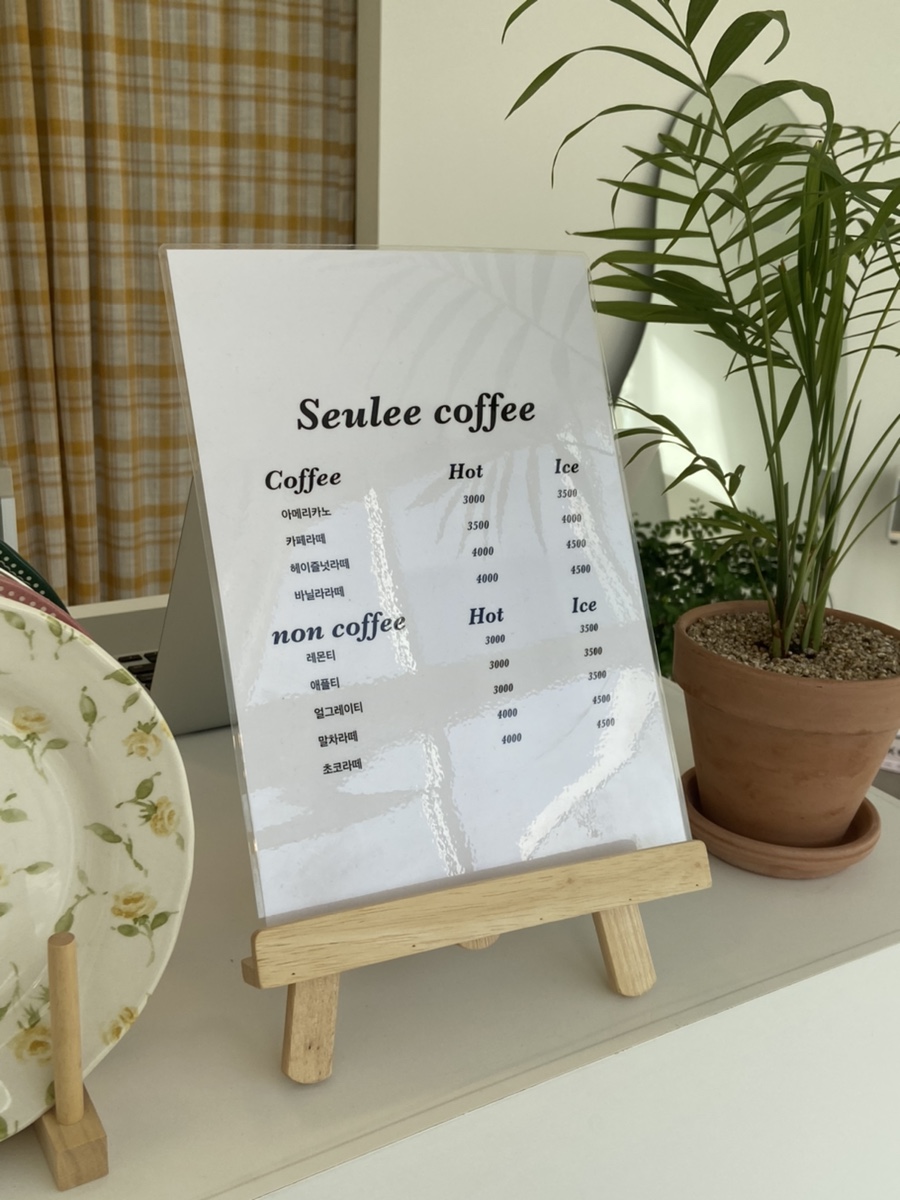 Seulee coffee
Coffee Hot Ice
아메리카노 3000 3500
카페라떼 3500 4000
헤이즐넛라떼 4000 4500
바닐라라떼 4000 4500
non coffee Hot Ice
레몬티 3000 3500
애플티 3000 3500
얼그레이티 3000 3500
말차라떼 4000 4500
초코라떼 4000 4500